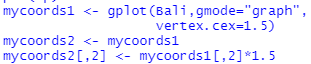 mycoords1 <- gplot(Bali,gmode="graph",
vertex.cex=1.5)
mycoords2 <- mycoords1
mycoords2[,2] <- mycoords1[,2]*1.5